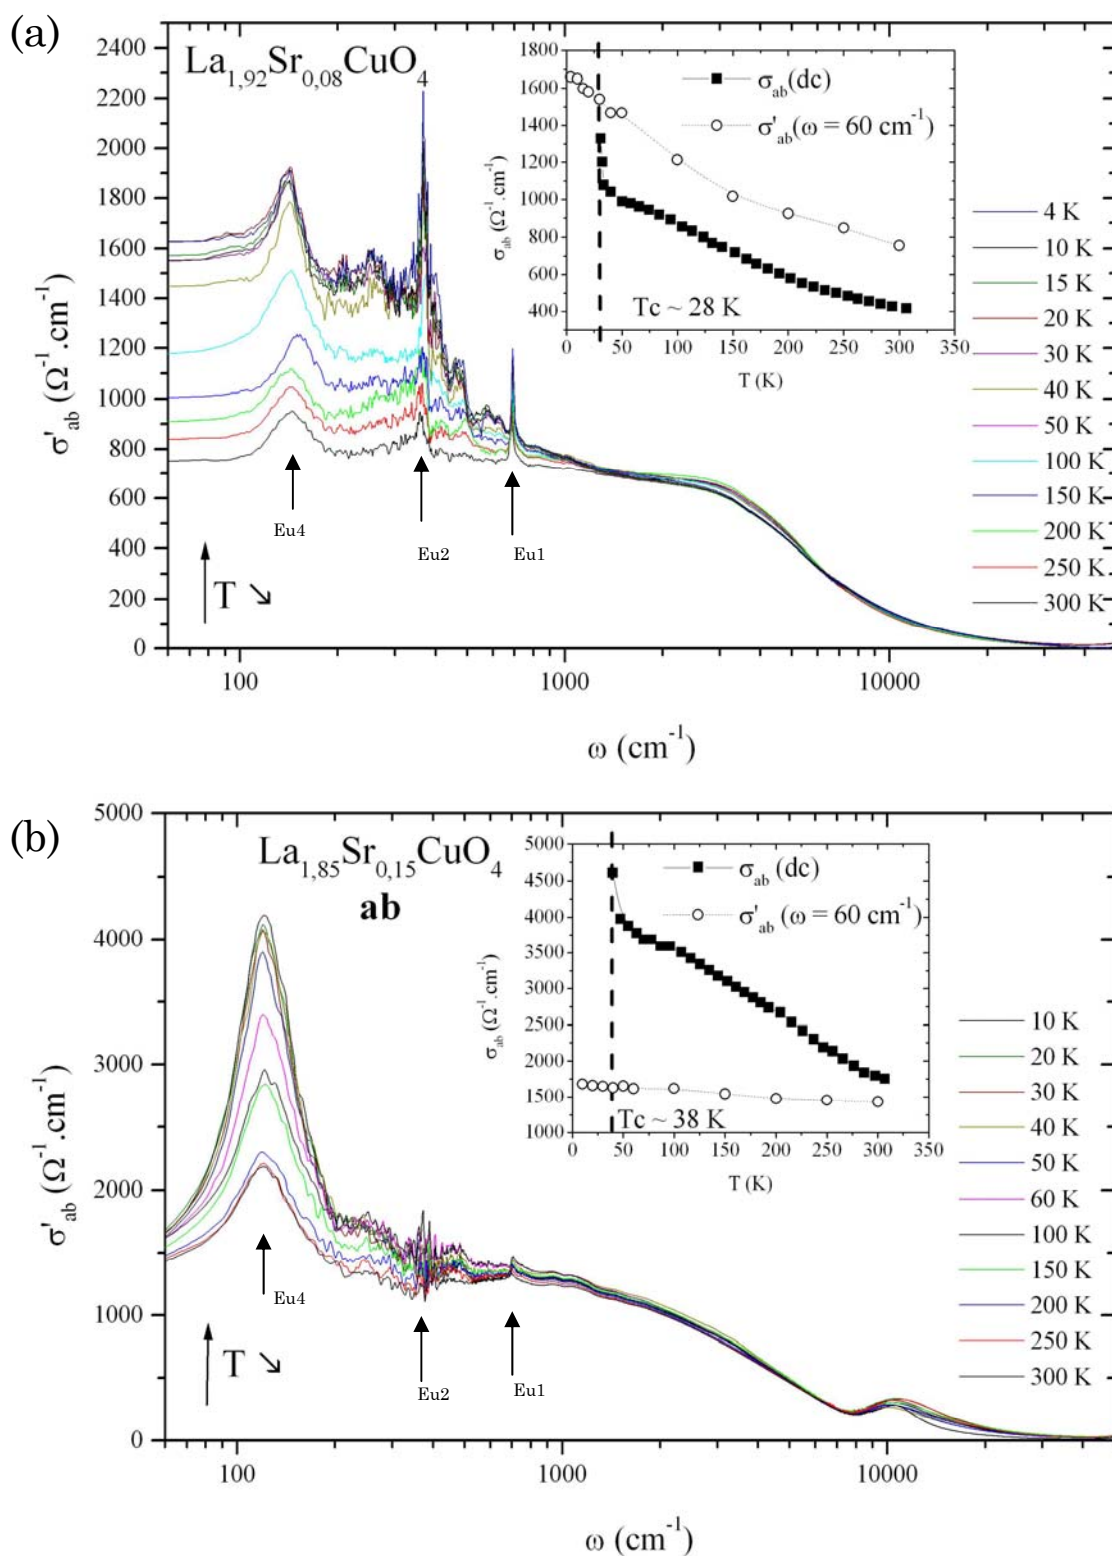 (a)
La1,92Sr0,08CuO4
2400
2200
2000
1800
1600
1400
1200
1000
800
600
400
200
0
σ'ab (Ω-1.cm-1)
100
1000
10000
ω (cm-1)
1800
1600
1400
1200
1000
800
600
400
σab (Ω-1.cm-1)
σab(dc)
σ'ab(ω = 60 cm-1)
Tc ~ 28 K
0 50 100 150 200 250 300 350
T (K)
4 K
10 K
15 K
20 K
30 K
40 K
50 K
100 K
150 K
200 K
250 K
300 K
Eu4
Eu2
Eu1
T ↘
(b)
La1,85Sr0,15CuO4
ab
5000
4000
3000
2000
1000
0
σ'ab (Ω-1.cm-1)
100
1000
10000
ω (cm-1)
5000
4500
4000
3500
3000
2500
2000
1500
1000
σab (Ω-1.cm-1)
σab (dc)
σ'ab (ω = 60 cm-1)
Tc ~ 38 K
0 50 100 150 200 250 300 350
T (K)
10 K
20 K
30 K
40 K
50 K
60 K
100 K
150 K
200 K
250 K
300 K
Eu4
Eu2
Eu1
T ↘